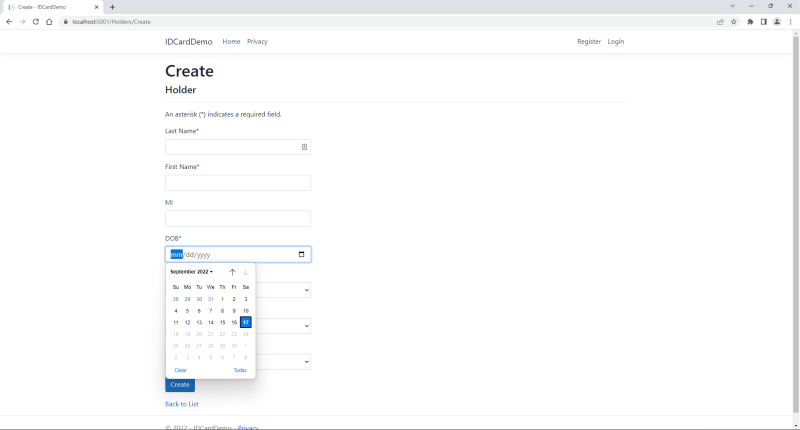 Create - IDCardDemo
localhost:5001/Holders/Create
IDCardDemo Home Privacy Register Login
Create
Holder
An asterisk (*) indicates a required field.
Last Name*
First Name*
MI
DOB*
mm/dd/yyyy
September 2022
Su Mo Tu We Th Fr Sa
28 29 30 31 1 2 3
4 5 6 7 8 9 10
11 12 13 14 15 16 17
18 19 20 21 22 23 24
25 26 27 28 29 30 1
2 3 4 5 6 7 8
Clear Today
Create
Back to List
© 2022 - IDCardDemo - Privacy